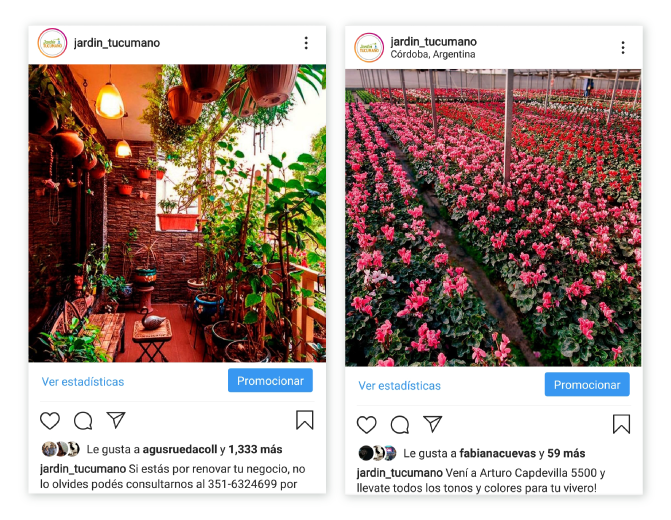 jardin_tucumano
Ver estadísticas
Promocionar
Le gusta a agusruedacoll y 1,333 más
jardin_tucumano Si estás por renovar tu negocio, no
lo olvides podés consultarnos al 351-6324699 por
jardin_tucumano
Córdoba, Argentina
Ver estadísticas
Promocionar
Le gusta a fabianacuevas y 59 más
jardin_tucumano Vení a Arturo Capdevilla 5500 y
llevate todos los tonos y colores para tu vivero!